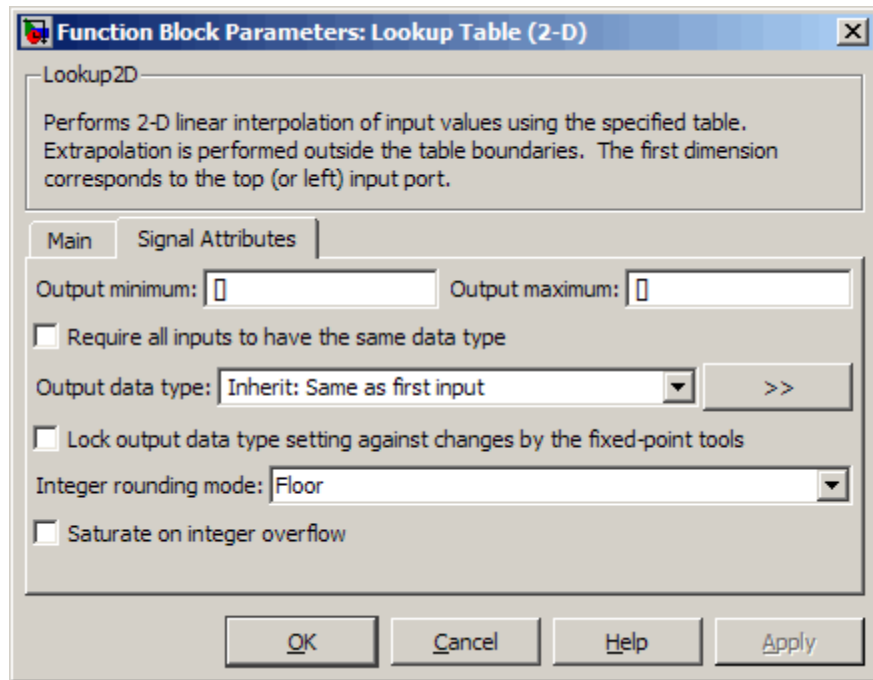 Function Block Parameters: Lookup Table (2-D)
Lookup2D
Performs 2-D linear interpolation of input values using the specified table.
Extrapolation is performed outside the table boundaries.  The first dimension
corresponds to the top (or left) input port.
Main Signal Attributes
Output minimum: [] Output maximum: []
Require all inputs to have the same data type
Output data type: Inherit: Same as first input >>
Lock output data type setting against changes by the fixed-point tools
Integer rounding mode: Floor
Saturate on integer overflow
OK Cancel Help Apply